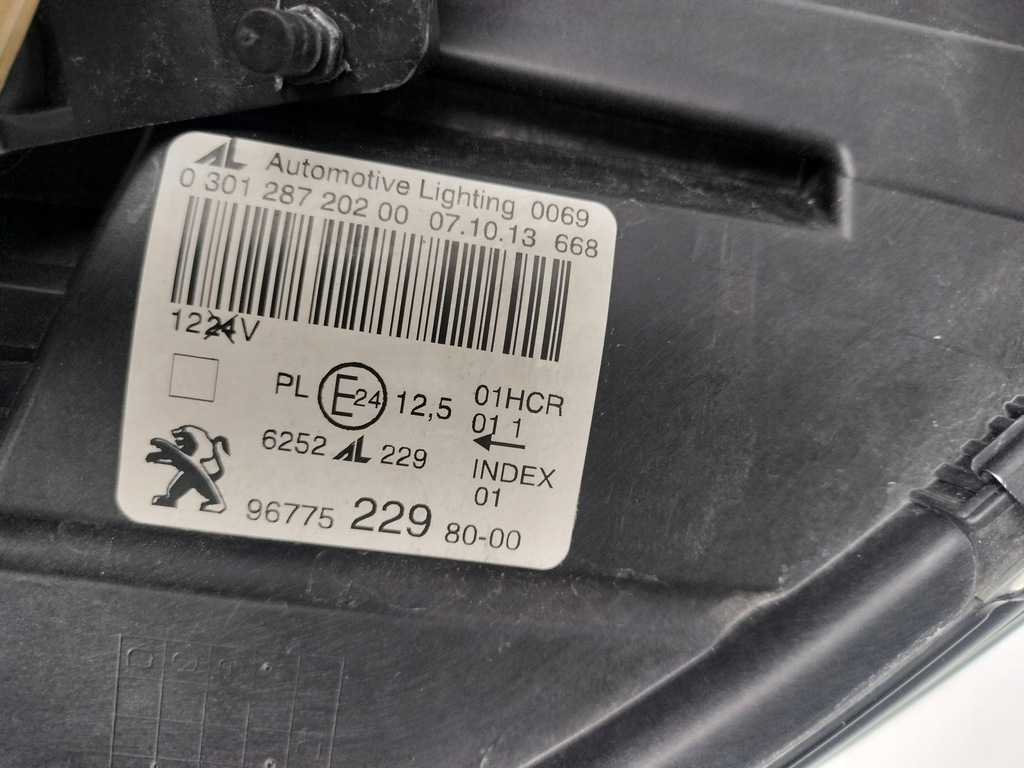 AL Automotive Lighting 0069
0 301 287 202 00 07.10.13 668
1224V
PL E24 12,5 01HCR
01 1
6252 AL 229
INDEX
01
96775 229 80-00